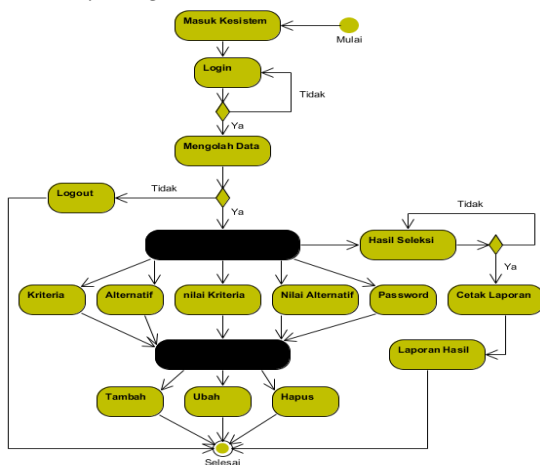 Masuk Kesistem
Mulai
Login
Tidak
Ya
Mengolah Data
Logout
Tidak
Ya
Hasil Seleksi
Tidak
Ya
Kriteria
Alternatif
nilai Kriteria
Nilai Alternatif
Password
Cetak Laporan
Laporan Hasil
Tambah
Ubah
Hapus
Selesai